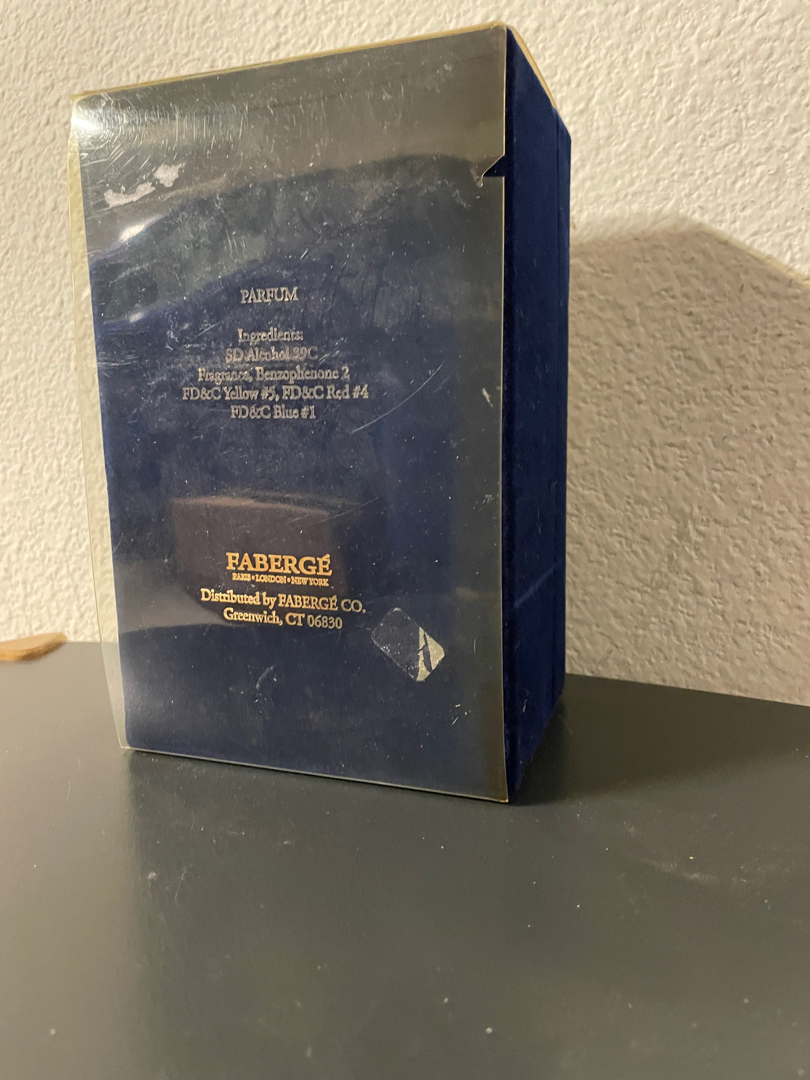 PARFUM
Ingredients:
SD Alcohol 39C
Fragrance, Benzophenone 2
FD&C Yellow #5, FD&C Red #4
FD&C Blue #1
FABERGÉ
PARIS • LONDON • NEW YORK
Distributed by FABERGÉ CO.
Greenwich, CT 06830